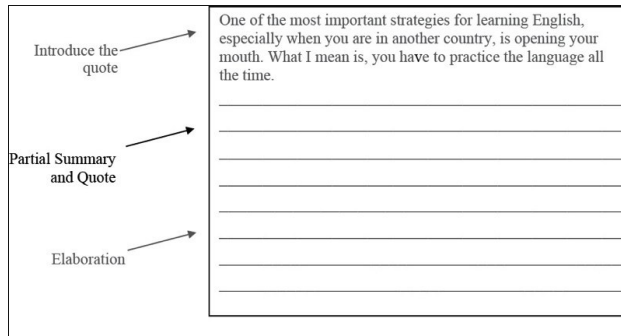 Introduce the
quote
One of the most important strategies for learning English,
especially when you are in another country, is opening your
mouth. What I mean is, you have to practice the language all
the time.
Partial Summary
and Quote
Elaboration